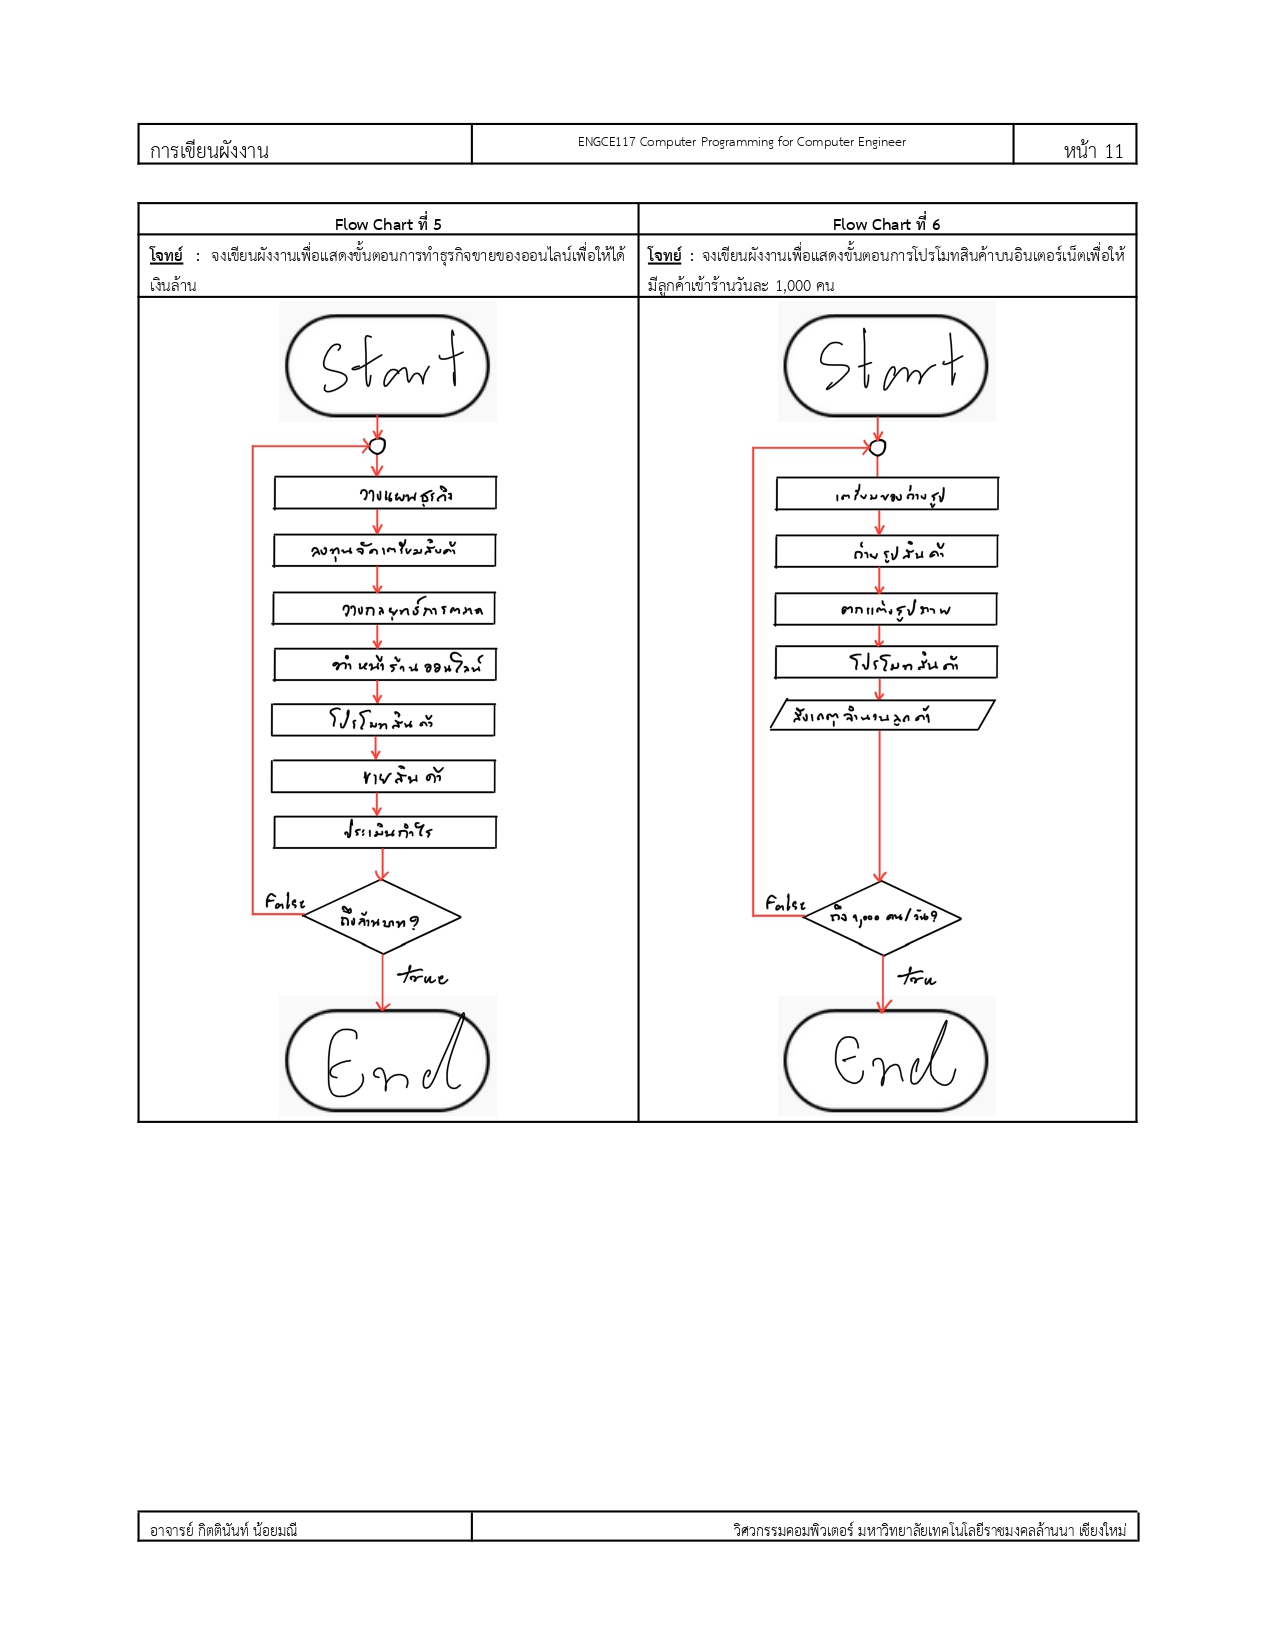 การเขียนผังงาน
ENGCE117 Computer Programming for Computer Engineer
หน้า 11
Flow Chart ที่ 5
โจทย์ : จงเขียนผังงานเพื่อแสดงขั้นตอนการทำธุรกิจขายของออนไลน์เพื่อให้ได้
เงินล้าน
Start
วางแผนธุรกิจ
ลงทุนจัดเตรียมสินค้า
วางกลยุทธ์การตลาด
ทำหน้าร้านออนไลน์
โปรโมทสินค้า
ขายสินค้า
ประเมินกำไร
False
ถึงล้านบาท?
true
End
Flow Chart ที่ 6
โจทย์ : จงเขียนผังงานเพื่อแสดงขั้นตอนการโปรโมทสินค้าบนอินเตอร์เน็ตเพื่อให้
มีลูกค้าเข้าร้านวันละ 1,000 คน
Start
เตรียมของถ่ายรูป
ถ่ายรูปสินค้า
ตกแต่งรูปภาพ
โปรโมทสินค้า
สังเกตุจำนวนลูกค้า
False
ถึง 1,000 คน/วัน?
tru
End
อาจารย์ กิตตินันท์ น้อยมณี
วิศวกรรมคอมพิวเตอร์ มหาวิทยาลัยเทคโนโลยีราชมงคลล้านนา เชียงใหม่